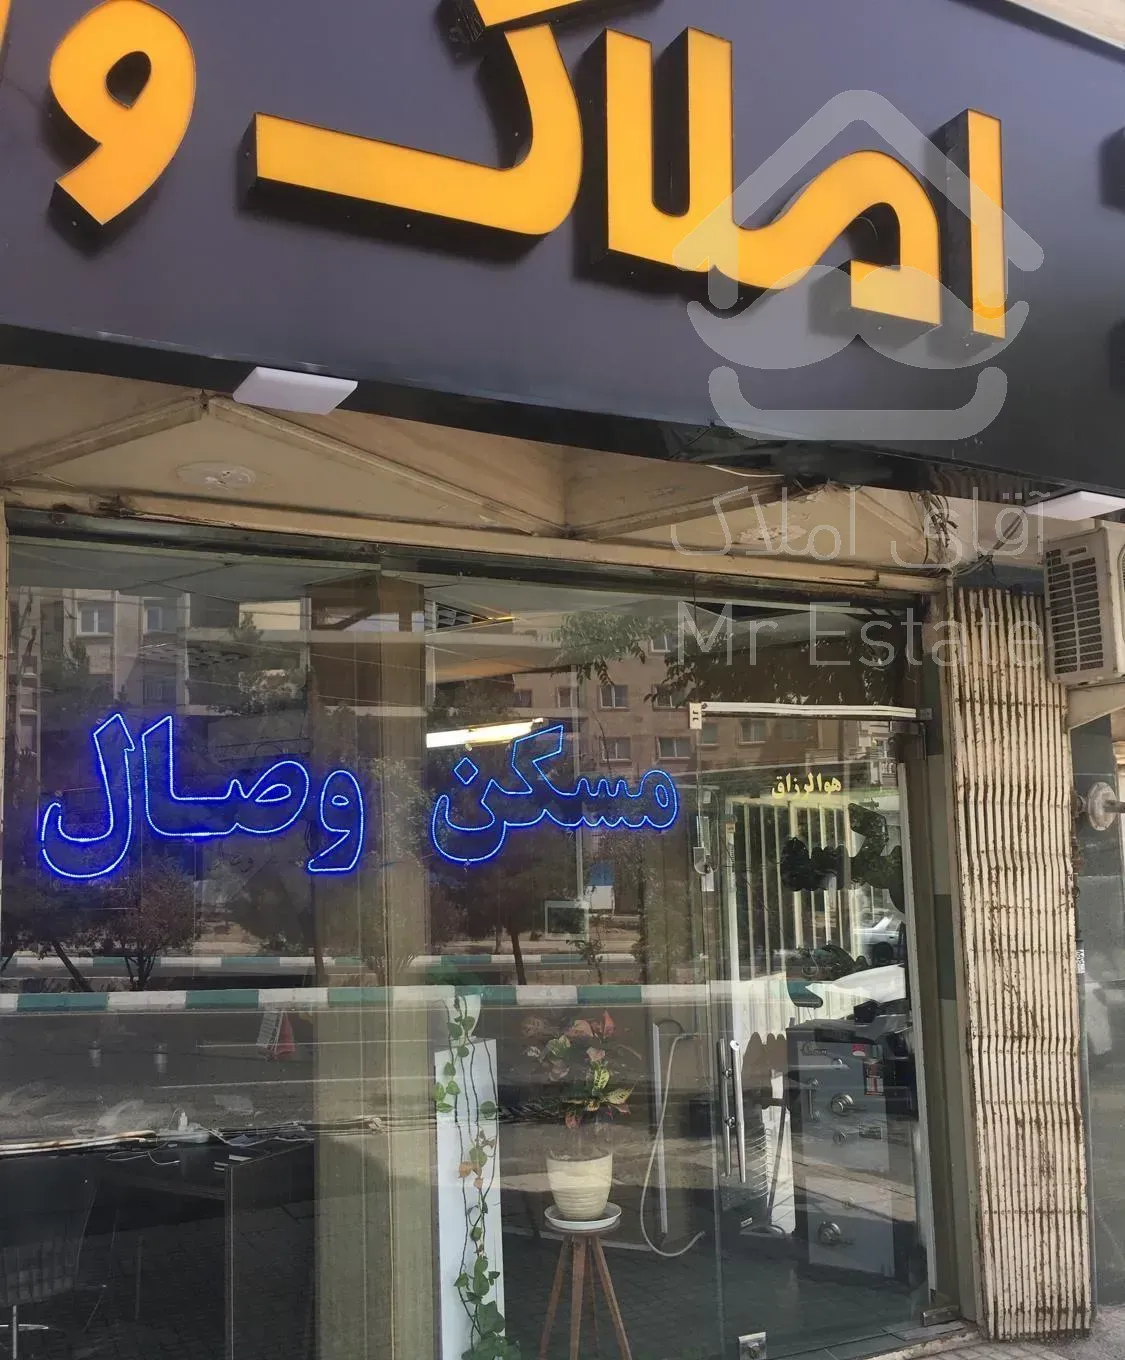 املاک و
آقای املاک
Mr Estate
مسکن وصال
هوالرزاق